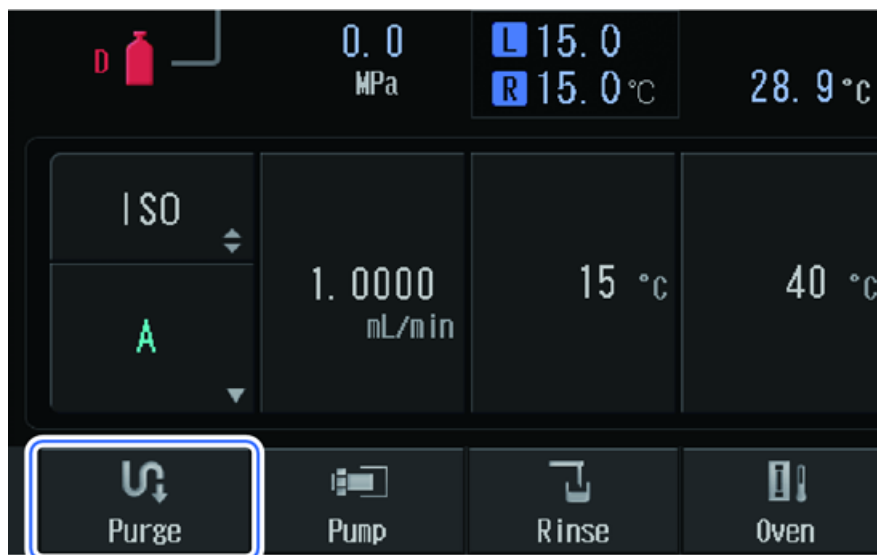 D
0.0
MPa
L 15.0
R 15.0 °C
28.9 °C
ISO
A
1.0000
mL/min
15 °C
40 °C
Purge
Pump
Rinse
Oven